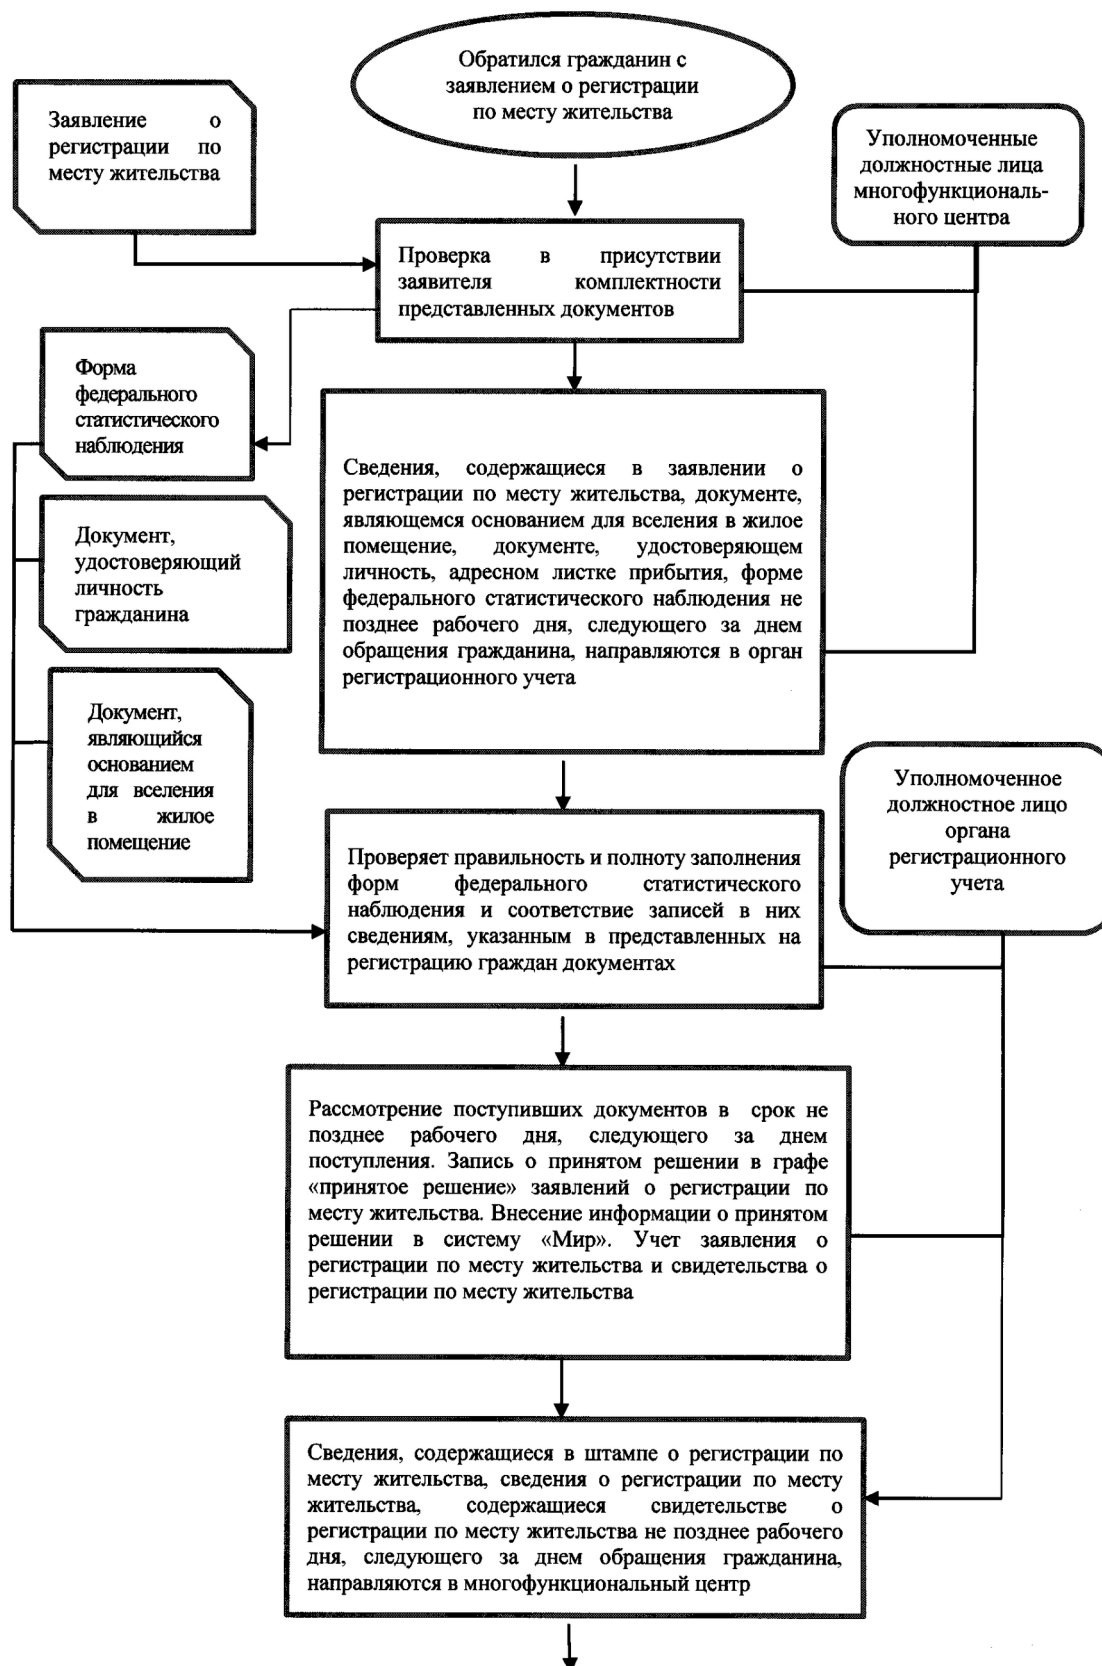 Обратился гражданин с
заявлением о регистрации
по месту жительства
Заявление о
регистрации по
месту жительства
Уполномоченные
должностные лица
многофункциональ-
ного центра
Проверка в присутствии
заявителя комплектности
представленных документов
Форма
федерального
статистического
наблюдения
Сведения, содержащиеся в заявлении о
регистрации по месту жительства, документе,
являющемся основанием для вселения в жилое
помещение, документе, удостоверяющем
личность, адресном листке прибытия, форме
федерального статистического наблюдения не
позднее рабочего дня, следующего за днем
обращения гражданина, направляются в орган
регистрационного учета
Документ,
удостоверяющий
личность
гражданина
Документ,
являющийся
основанием
для вселения
в жилое
помещение
Уполномоченное
должностное лицо
органа
регистрационного
учета
Проверяет правильность и полноту заполнения
форм федерального статистического
наблюдения и соответствие записей в них
сведениям, указанным в представленных на
регистрацию граждан документах
Рассмотрение поступивших документов в срок не
позднее рабочего дня, следующего за днем
поступления. Запись о принятом решении в графе
«принятое решение» заявлений о регистрации по
месту жительства. Внесение информации о принятом
решении в систему «Мир». Учет заявления о
регистрации по месту жительства и свидетельства о
регистрации по месту жительства
Сведения, содержащиеся в штампе о регистрации по
месту жительства, сведения о регистрации по месту
жительства, содержащиеся свидетельстве о
регистрации по месту жительства не позднее рабочего
дня, следующего за днем обращения гражданина,
направляются в многофункциональный центр